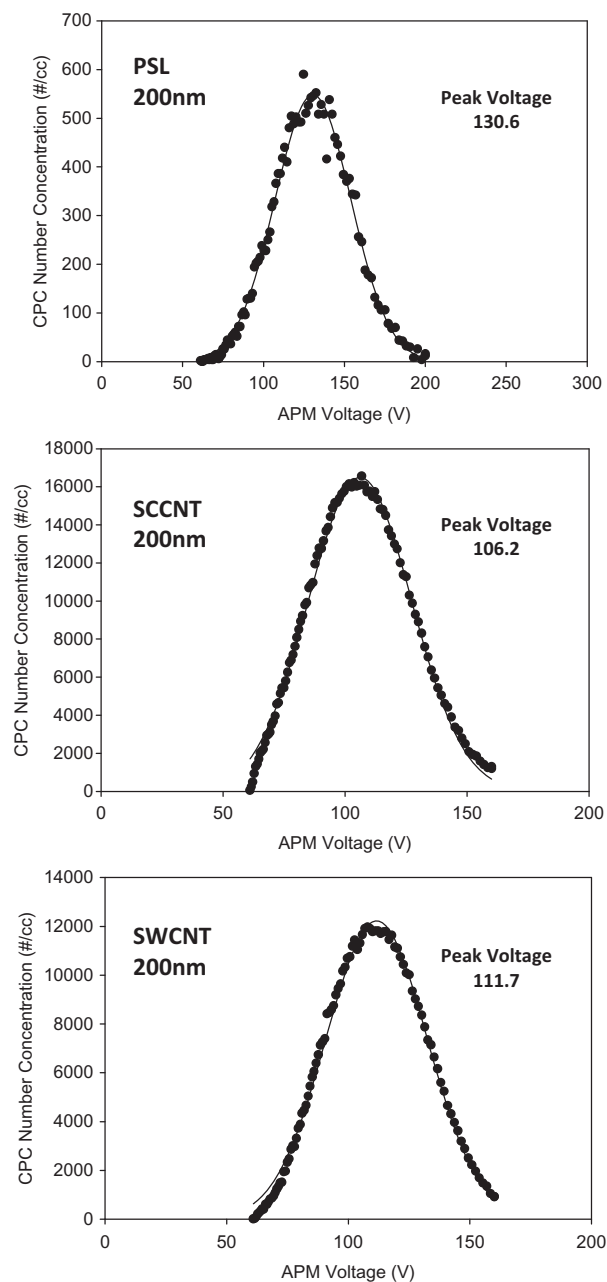 700
600
500
400
300
200
100
0
CPC Number Concentration (#/cc)
PSL
200nm
Peak Voltage
130.6
0 50 100 150 200 250 300
APM Voltage (V)
18000
16000
14000
12000
10000
8000
6000
4000
2000
0
CPC Number Concentration (#/cc)
SCCNT
200nm
Peak Voltage
106.2
0 50 100 150 200
APM Voltage (V)
14000
12000
10000
8000
6000
4000
2000
0
CPC Number Concentration (#/cc)
SWCNT
200nm
Peak Voltage
111.7
0 50 100 150 200
APM Voltage (V)